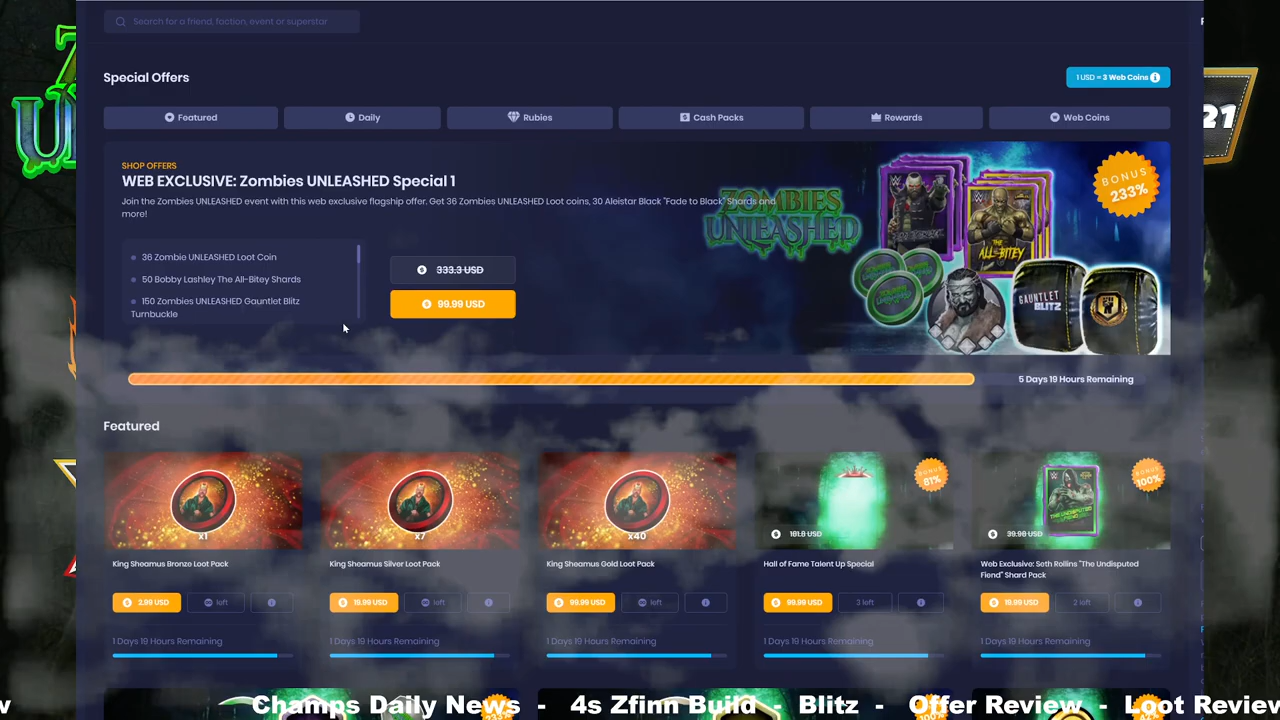 Search for a friend, faction, event or superstar
Special Offers
1 USD = 3 Web Coins
Featured
Daily
Rubies
Cash Packs
Rewards
Web Coins
SHOP OFFERS
WEB EXCLUSIVE: Zombies UNLEASHED Special 1
Join the Zombies UNLEASHED event with this web exclusive flagship offer. Get 36 Zombies UNLEASHED Loot coins, 30 Aleistar Black "Fade to Black" Shards and
more!
ZOMBIES
UNLEASHED
BONUS
233%
THE
ALL-BITEY
GAUNTLET
BLITZ
21
36 Zombie UNLEASHED Loot Coin
50 Bobby Lashley The All-Bitey Shards
150 Zombies UNLEASHED Gauntlet Blitz
Turnbuckle
333.3 USD
99.99 USD
5 Days 19 Hours Remaining
Featured
x1
x7
x40
BONUS
81%
181.8 USD
BONUS
100%
39.98 USD
King Sheamus Bronze Loot Pack
King Sheamus Silver Loot Pack
King Sheamus Gold Loot Pack
Hall of Fame Talent Up Special
Web Exclusive: Seth Rollins "The Undisputed
Fiend" Shard Pack
2.99 USD
∞ left
19.99 USD
∞ left
99.99 USD
∞ left
99.99 USD
2 left
19.99 USD
2 left
1 Days 19 Hours Remaining
1 Days 19 Hours Remaining
1 Days 19 Hours Remaining
1 Days 19 Hours Remaining
1 Days 19 Hours Remaining
w Champs Daily News - 4s Zfinn Build - Blitz - Offer Review - Loot Review